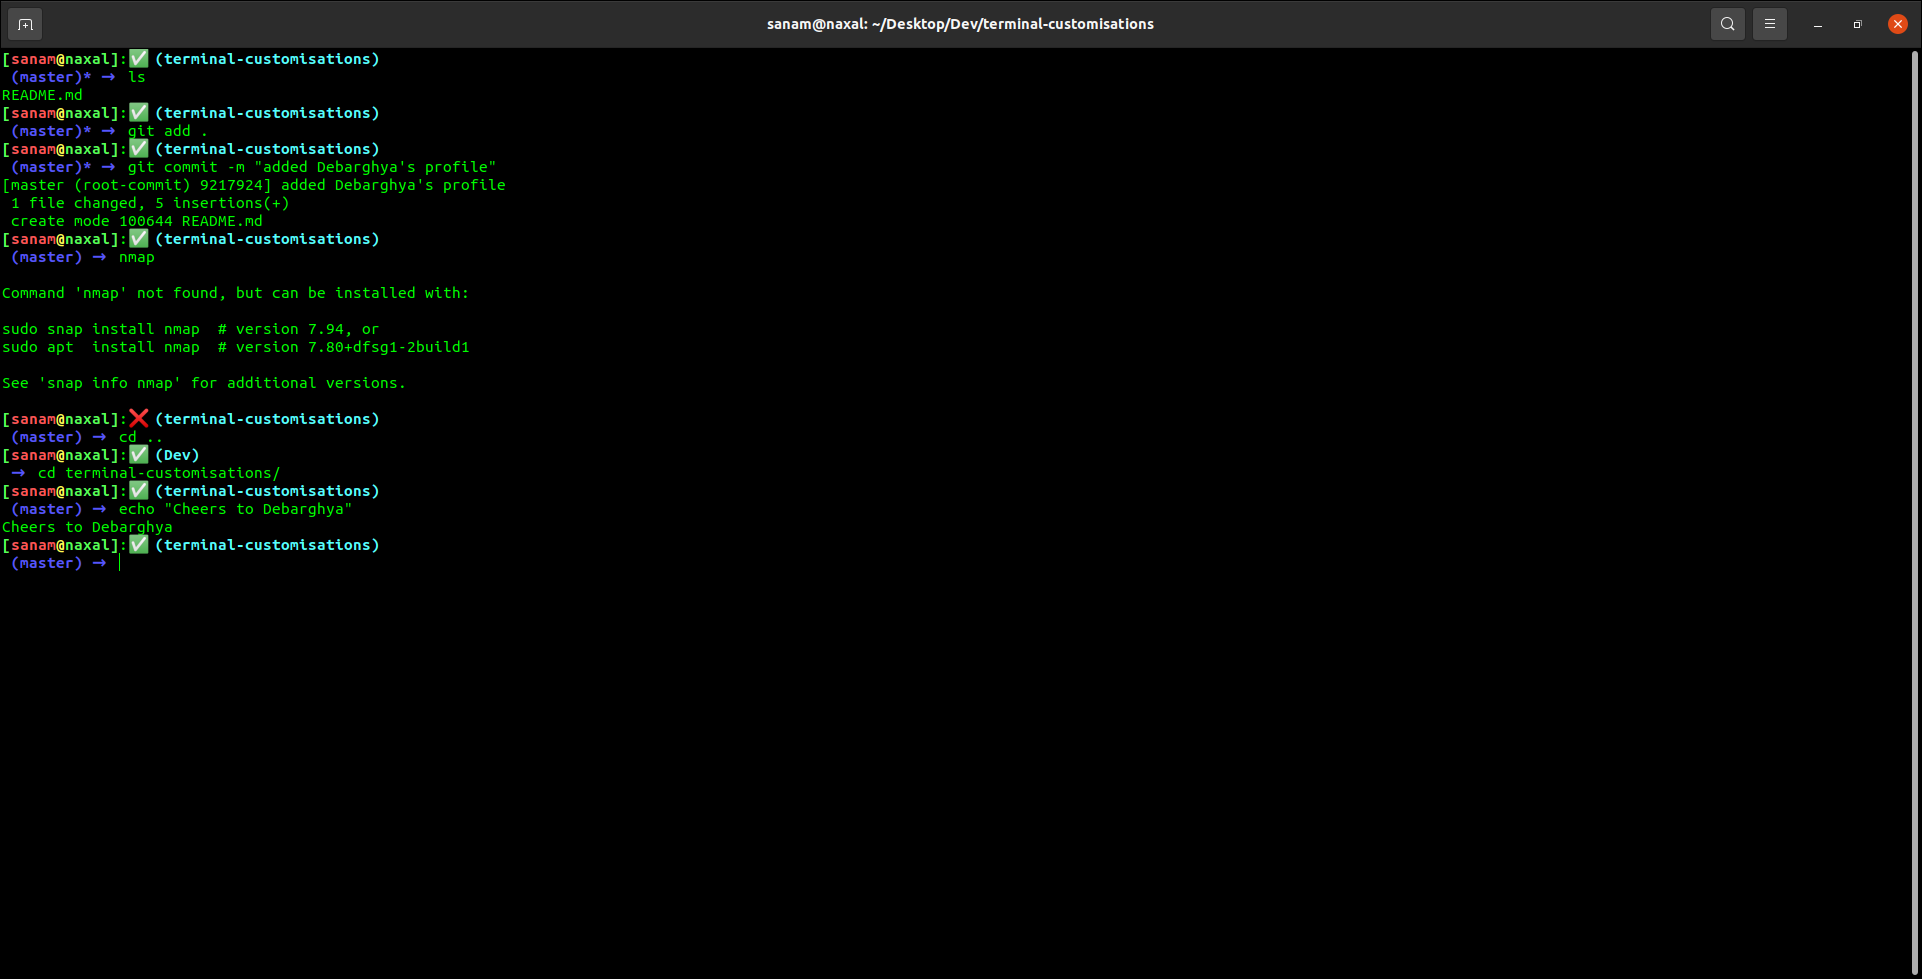 sanam@naxal: ~/Desktop/Dev/terminal-customisations
[sanam@naxal]:✅ (terminal-customisations)
 (master)* → ls
README.md
[sanam@naxal]:✅ (terminal-customisations)
 (master)* → git add .
[sanam@naxal]:✅ (terminal-customisations)
 (master)* → git commit -m "added Debarghya's profile"
[master (root-commit) 9217924] added Debarghya's profile
 1 file changed, 5 insertions(+)
 create mode 100644 README.md
[sanam@naxal]:✅ (terminal-customisations)
 (master) → nmap
Command 'nmap' not found, but can be installed with:
sudo snap install nmap  # version 7.94, or
sudo apt  install nmap  # version 7.80+dfsg1-2build1
See 'snap info nmap' for additional versions.
[sanam@naxal]:❌ (terminal-customisations)
 (master) → cd ..
[sanam@naxal]:✅ (Dev)
 → cd terminal-customisations/
[sanam@naxal]:✅ (terminal-customisations)
 (master) → echo "Cheers to Debarghya"
Cheers to Debarghya
[sanam@naxal]:✅ (terminal-customisations)
 (master) →